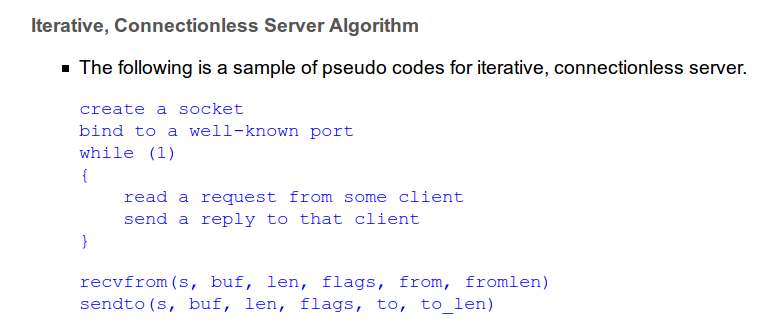 Iterative, Connectionless Server Algorithm
The following is a sample of pseudo codes for iterative, connectionless server.
create a socket
bind to a well-known port
while (1)
{
read a request from some client
send a reply to that client
}
recvfrom(s, buf, len, flags, from, fromlen)
sendto(s, buf, len, flags, to, to_len)